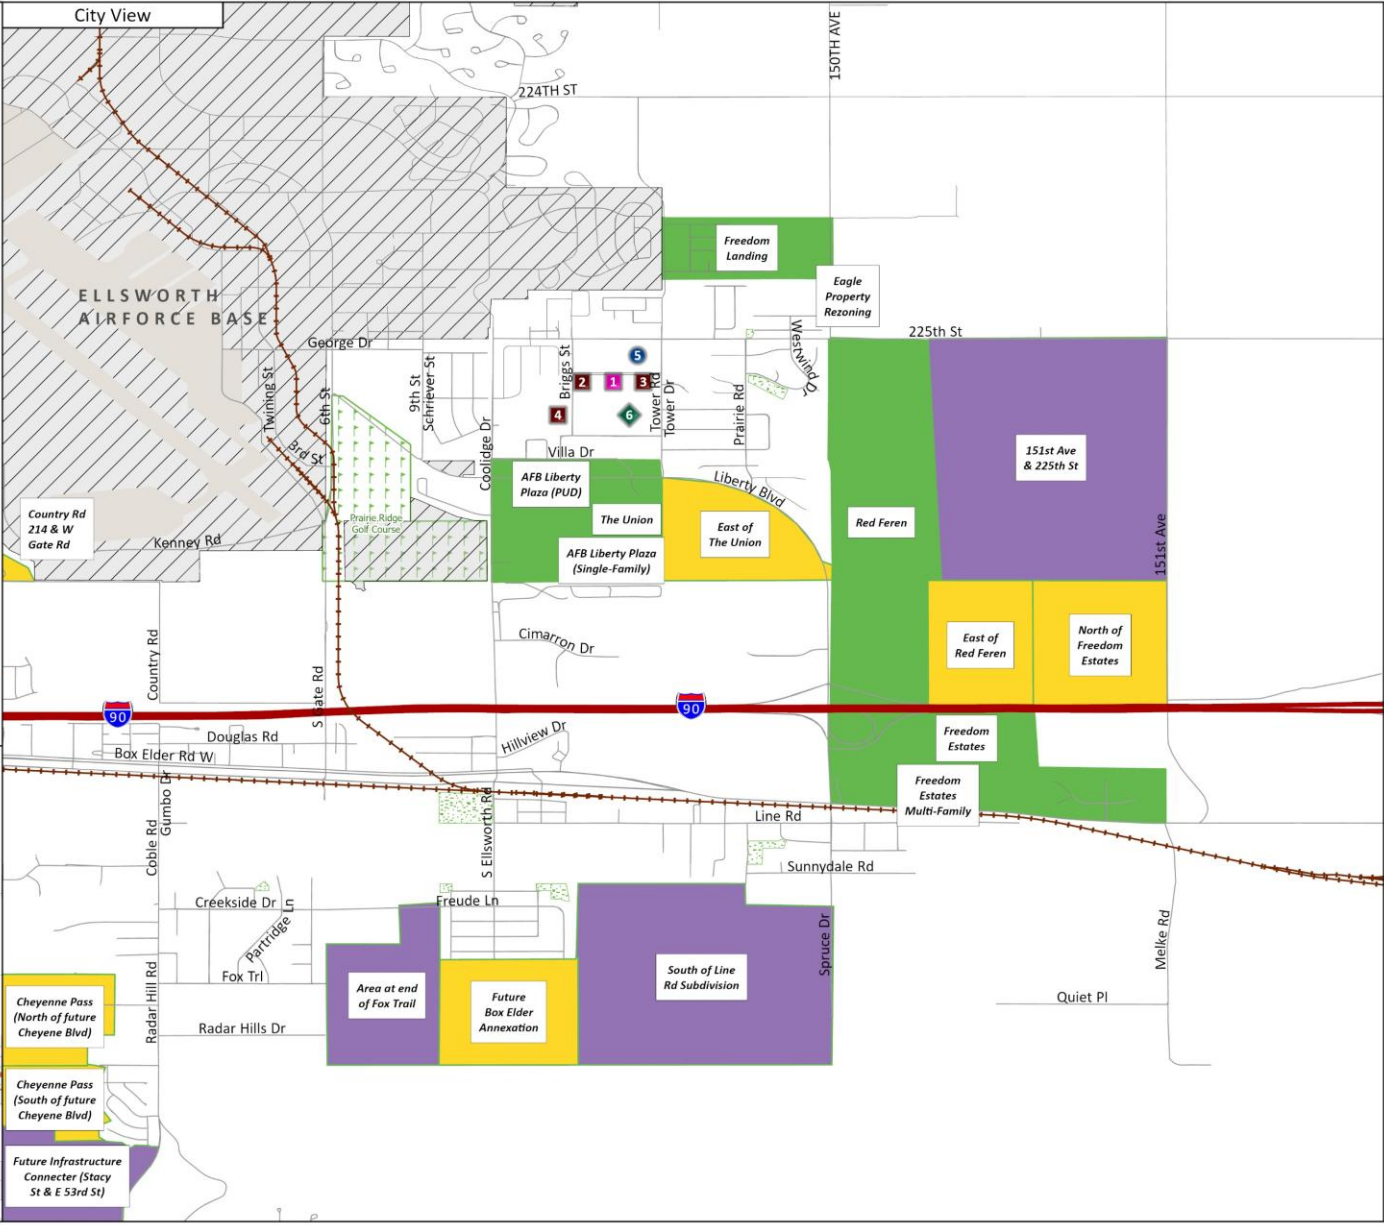 City View
150TH AVE
224TH ST
Freedom
Landing
Eagle
Property
Rezoning
ELLSWORTH
AIRFORCE BASE
225th St
George Dr
Westwind Dr
5
Briggs St
2
1
3
Tower Rd
Tower Dr
Prairie Rd
4
6
Twining St
6th St
9th St
Schriever St
Coolidge Dr
3rd St
Villa Dr
151st Ave
& 225th St
AFB Liberty
Plaza (PUD)
Liberty Blvd
Country Rd
214 & W
Gate Rd
Prairie Ridge
Golf Course
The Union
East of
The Union
Red Feren
Kenney Rd
AFB Liberty Plaza
(Single-Family)
151st Ave
Country Rd
S Gate Rd
Cimarron Dr
East of
Red Feren
North of
Freedom
Estates
90
90
Douglas Rd
Hillview Dr
Freedom
Estates
Box Elder Rd W
Gumbo Dr
Freedom
Estates
Multi-Family
Line Rd
Coble Rd
S Ellsworth Rd
Sunnydale Rd
Creekside Dr
Partridge Ln
Freude Ln
Spruce Dr
Melke Rd
Fox Trl
Radar Hill Rd
Area at end
of Fox Trail
Future
Box Elder
Annexation
South of Line
Rd Subdivision
Quiet Pl
Cheyenne Pass
(North of future
Cheyene Blvd)
Radar Hills Dr
Cheyenne Pass
(South of future
Cheyene Blvd)
Future Infrastructure
Connecter (Stacy
St & E 53rd St)